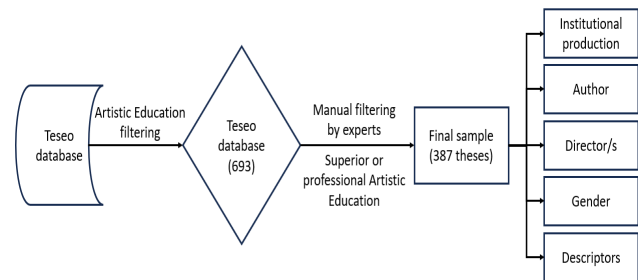 Teseo
database
Artistic Education
filtering
Teseo
database
(693)
Manual filtering
by experts
Superior or
professional Artistic
Education
Final sample
(387 theses)
Institutional
production
Author
Director/s
Gender
Descriptors